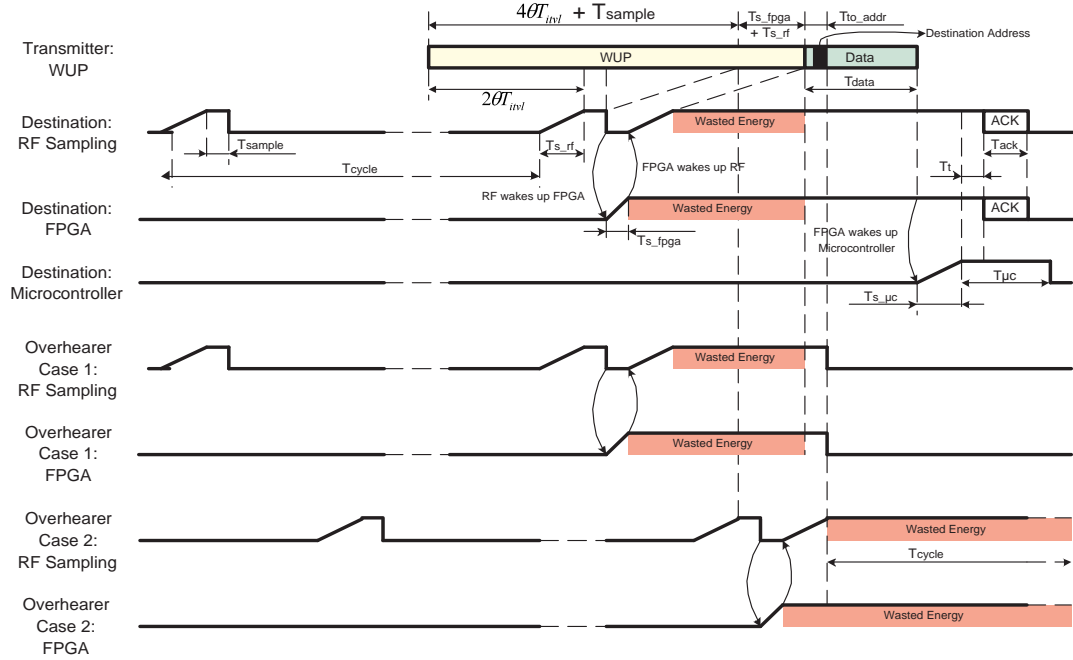 4θT_itvl + Tsample
Ts_fpga
+ Ts_rf
Tto_addr
Destination Address
Transmitter:
WUP
WUP
Data
2θT_itvl
Tdata
Destination:
RF Sampling
Wasted Energy
ACK
Tsample
Ts_rf
Tcycle
RF wakes up FPGA
FPGA wakes up RF
Tt
Tack
Destination:
FPGA
Wasted Energy
ACK
Ts_fpga
FPGA wakes up
Microcontroller
Destination:
Microcontroller
Tμc
Ts_μc
Overhearer
Case 1:
RF Sampling
Wasted Energy
Overhearer
Case 1:
FPGA
Wasted Energy
Overhearer
Case 2:
RF Sampling
Wasted Energy
Tcycle
Overhearer
Case 2:
FPGA
Wasted Energy